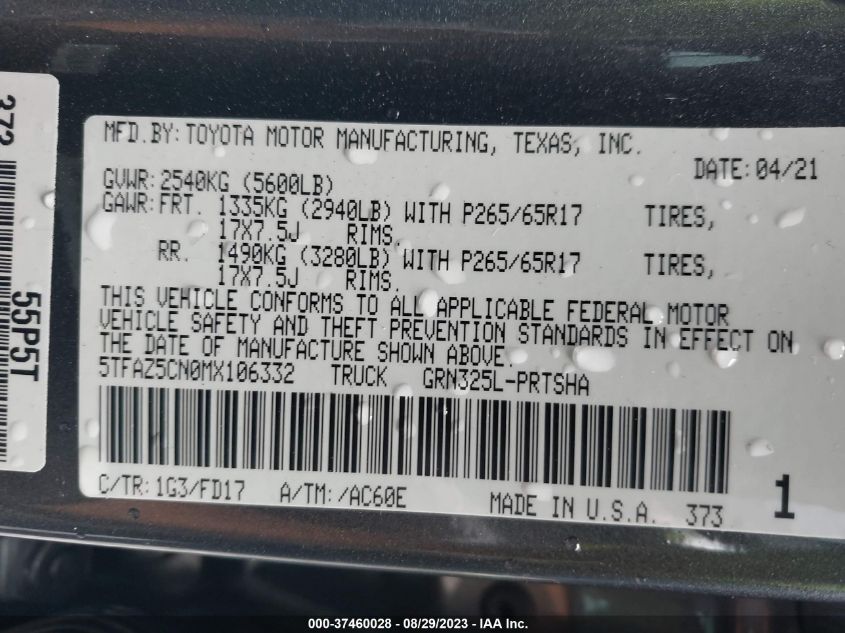 MFD.BY:TOYOTA MOTOR MANUFACTURING, TEXAS, INC.
DATE:04/21
GVWR:2540KG (5600LB)
GAWR:FRT. 1335KG (2940LB) WITH P265/65R17 TIRES,
17X7.5J RIMS.
RR. 1490KG (3280LB) WITH P265/65R17 TIRES,
17X7.5J RIMS.
THIS VEHICLE CONFORMS TO ALL APPLICABLE FEDERAL MOTOR
VEHICLE SAFETY AND THEFT PREVENTION STANDARDS IN EFFECT ON
THE DATE OF MANUFACTURE SHOWN ABOVE.
5TFAZ5CN0MX106332 TRUCK GRN325L-PRTSHA
C/TR:1G3/FD17 A/TM:/AC60E MADE IN U.S.A. 373
1
373
55P5T
000-37460028 - 08/29/2023 - IAA Inc.